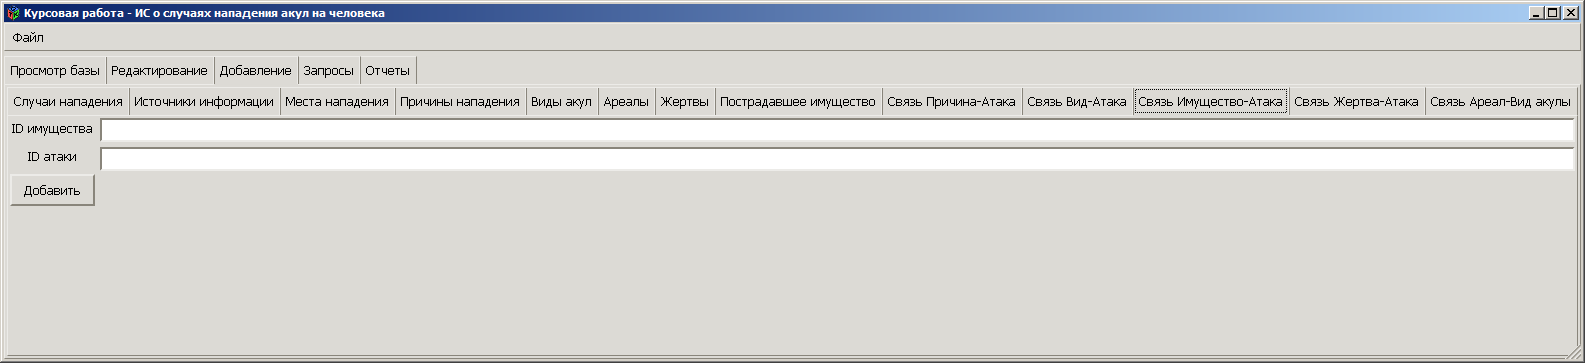 Курсовая работа - ИС о случаях нападения акул на человека
Файл
Просмотр базы Редактирование Добавление Запросы Отчеты
Случаи нападения Источники информации Места нападения Причины нападения Виды акул Ареалы Жертвы Пострадавшее имущество Связь Причина-Атака Связь Вид-Атака Связь Имущество-Атака Связь Жертва-Атака Связь Ареал-Вид акулы
ID имущества
ID атаки
Добавить